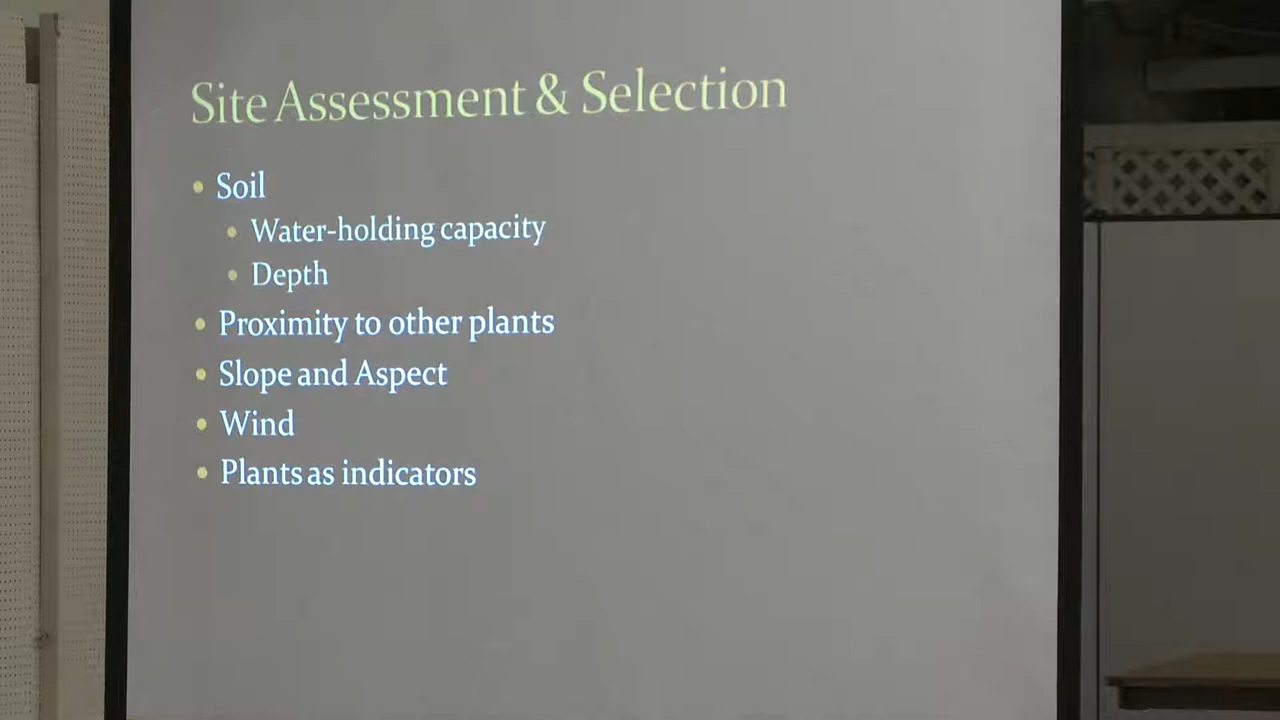 Site Assessment & Selection
• Soil
• Water-holding capacity
• Depth
• Proximity to other plants
• Slope and Aspect
• Wind
• Plants as indicators